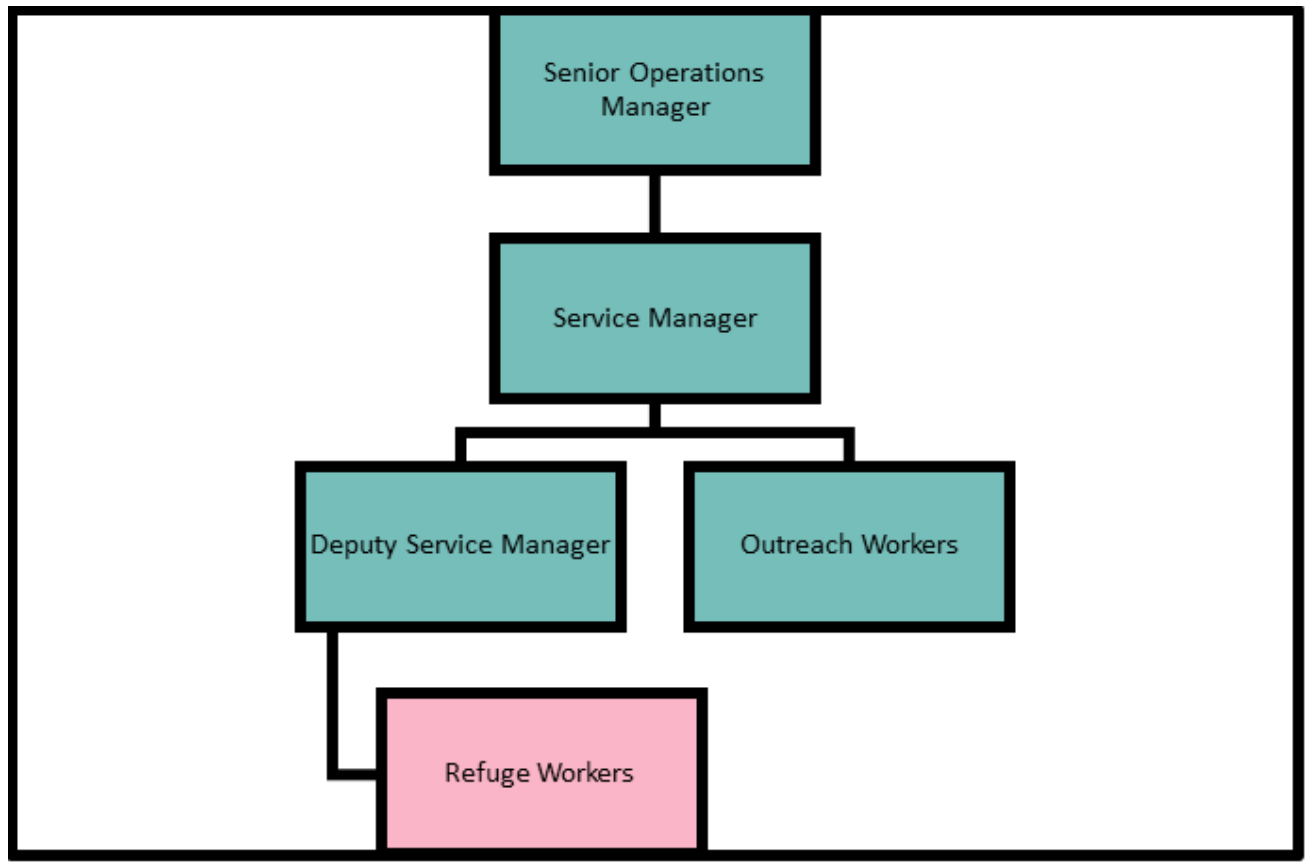 Senior Operations
Manager
Service Manager
Deputy Service Manager
Outreach Workers
Refuge Workers